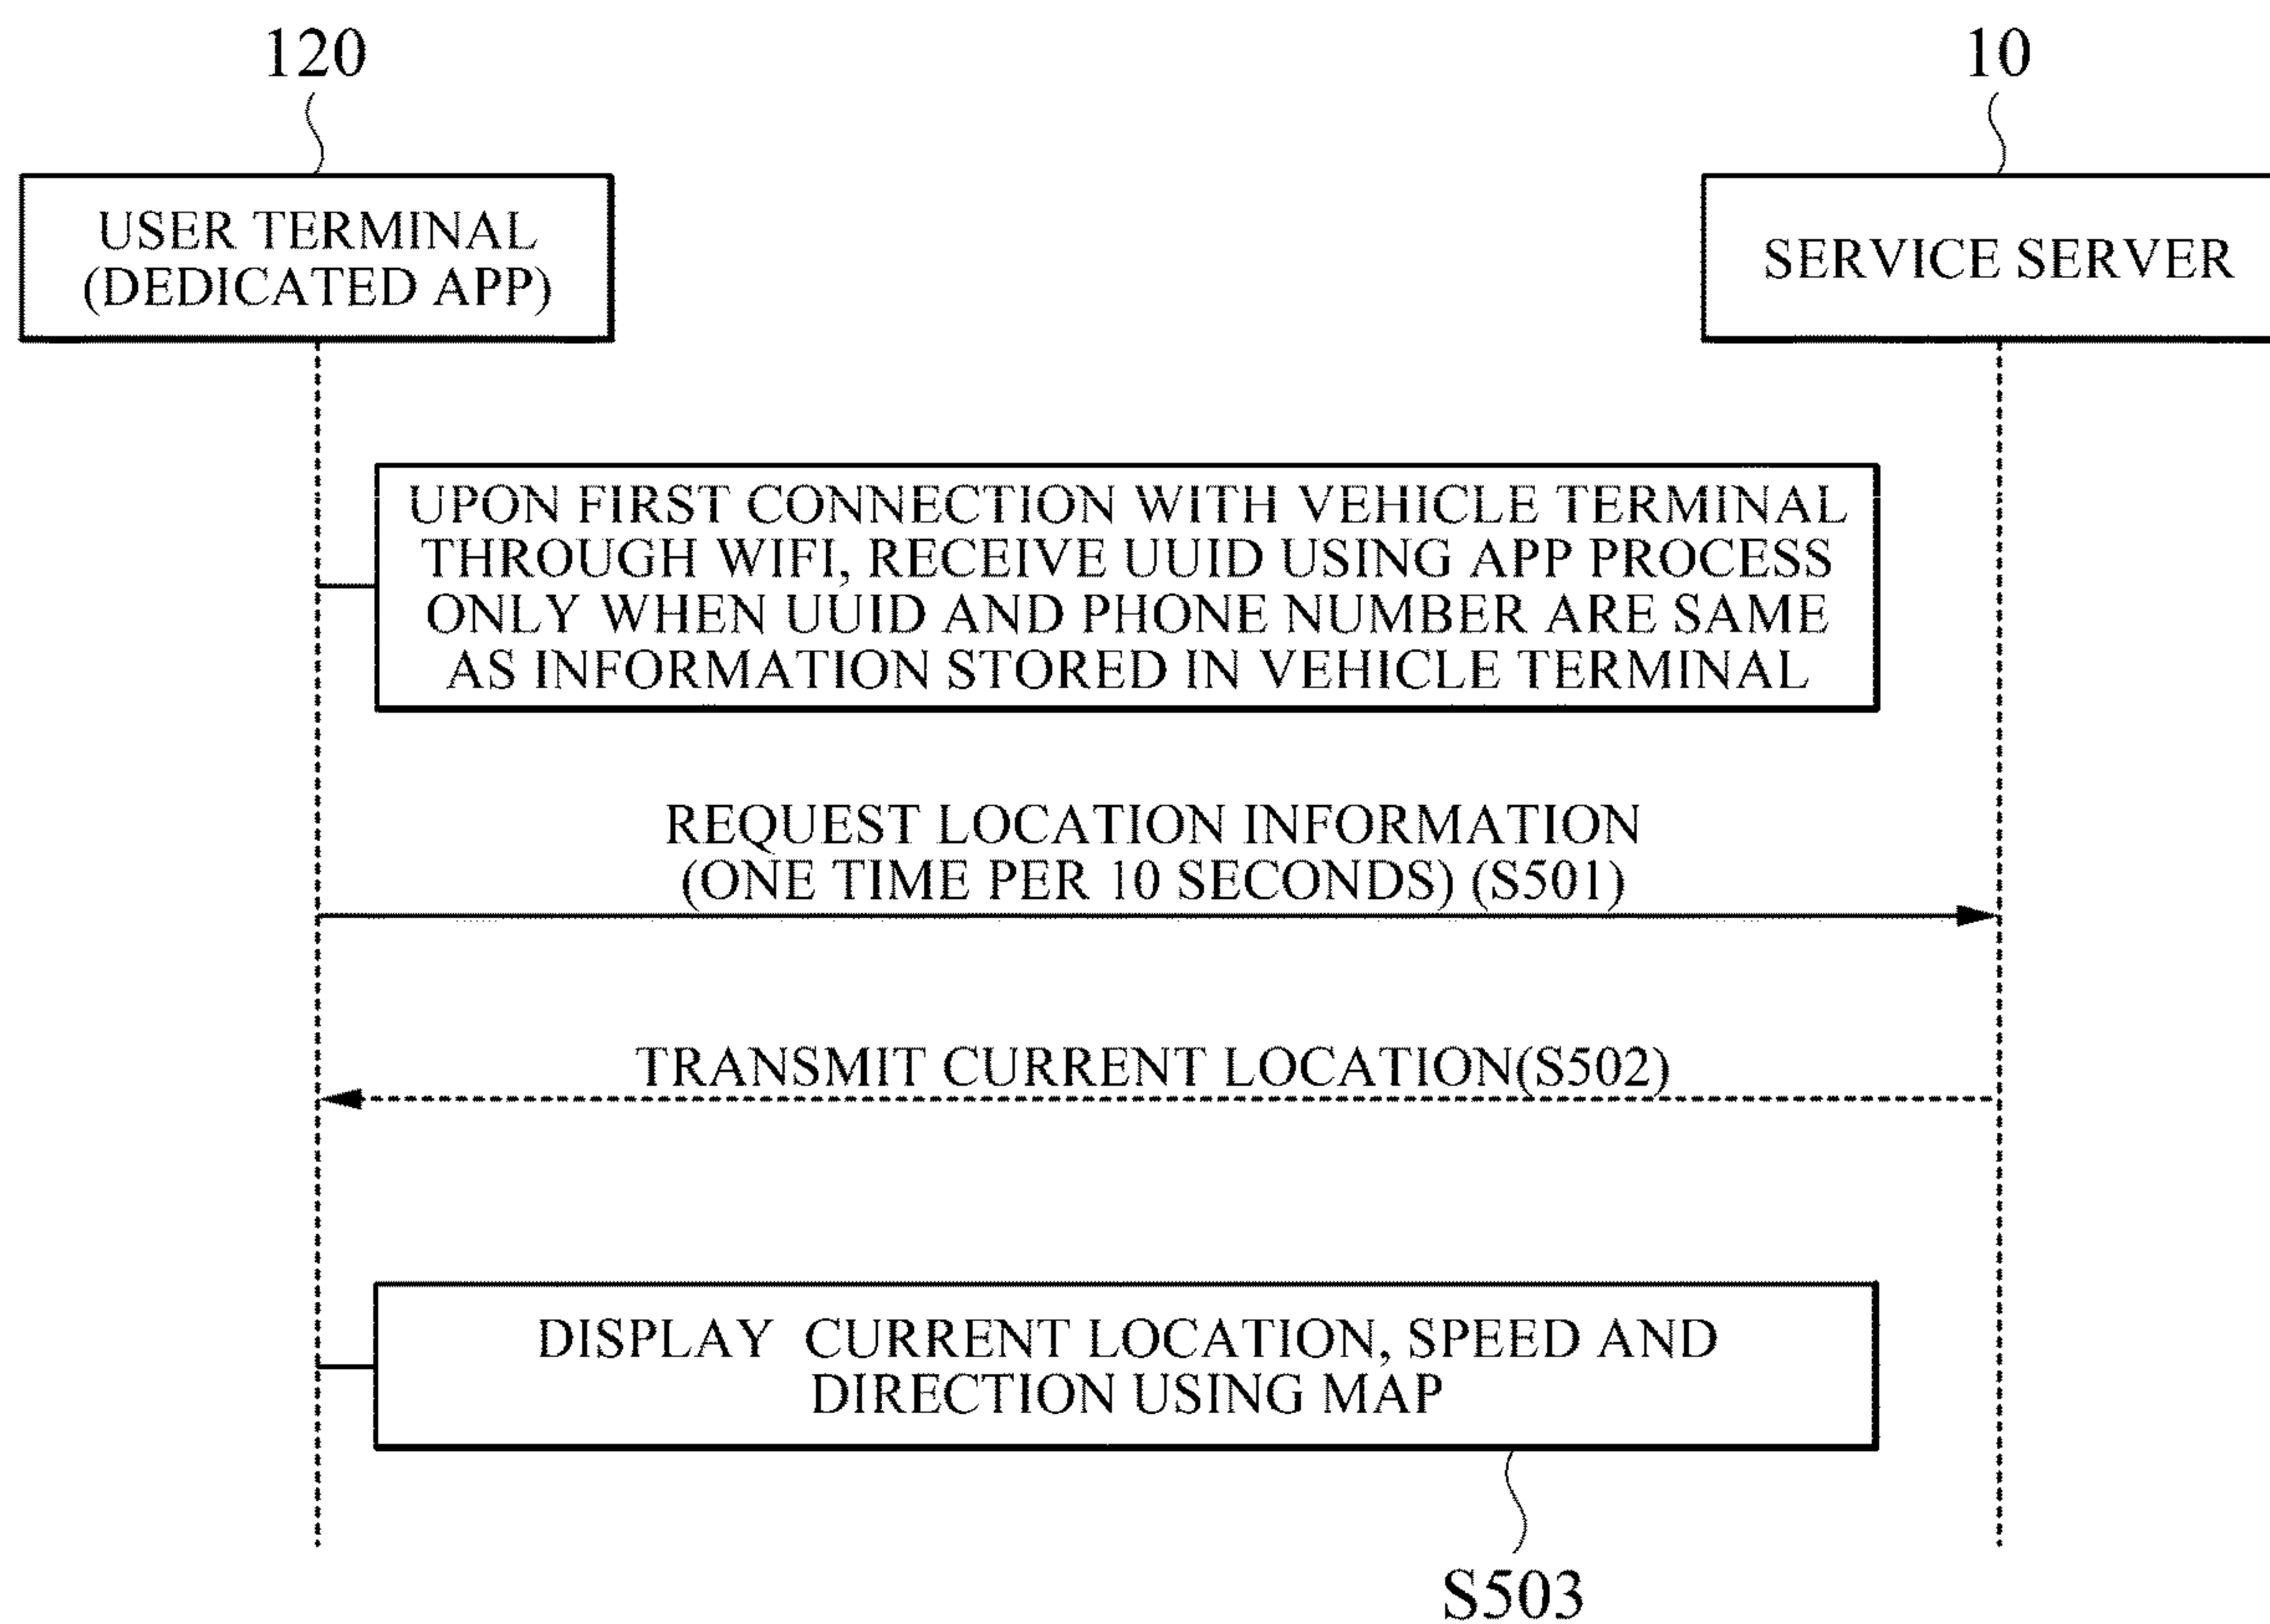 120
10
USER TERMINAL
(DEDICATED APP)
SERVICE SERVER
UPON FIRST CONNECTION WITH VEHICLE TERMINAL
THROUGH WIFI, RECEIVE UUID USING APP PROCESS
ONLY WHEN UUID AND PHONE NUMBER ARE SAME
AS INFORMATION STORED IN VEHICLE TERMINAL
REQUEST LOCATION INFORMATION
(ONE TIME PER 10 SECONDS) (S501)
TRANSMIT CURRENT LOCATION(S502)
DISPLAY CURRENT LOCATION, SPEED AND
DIRECTION USING MAP
S503